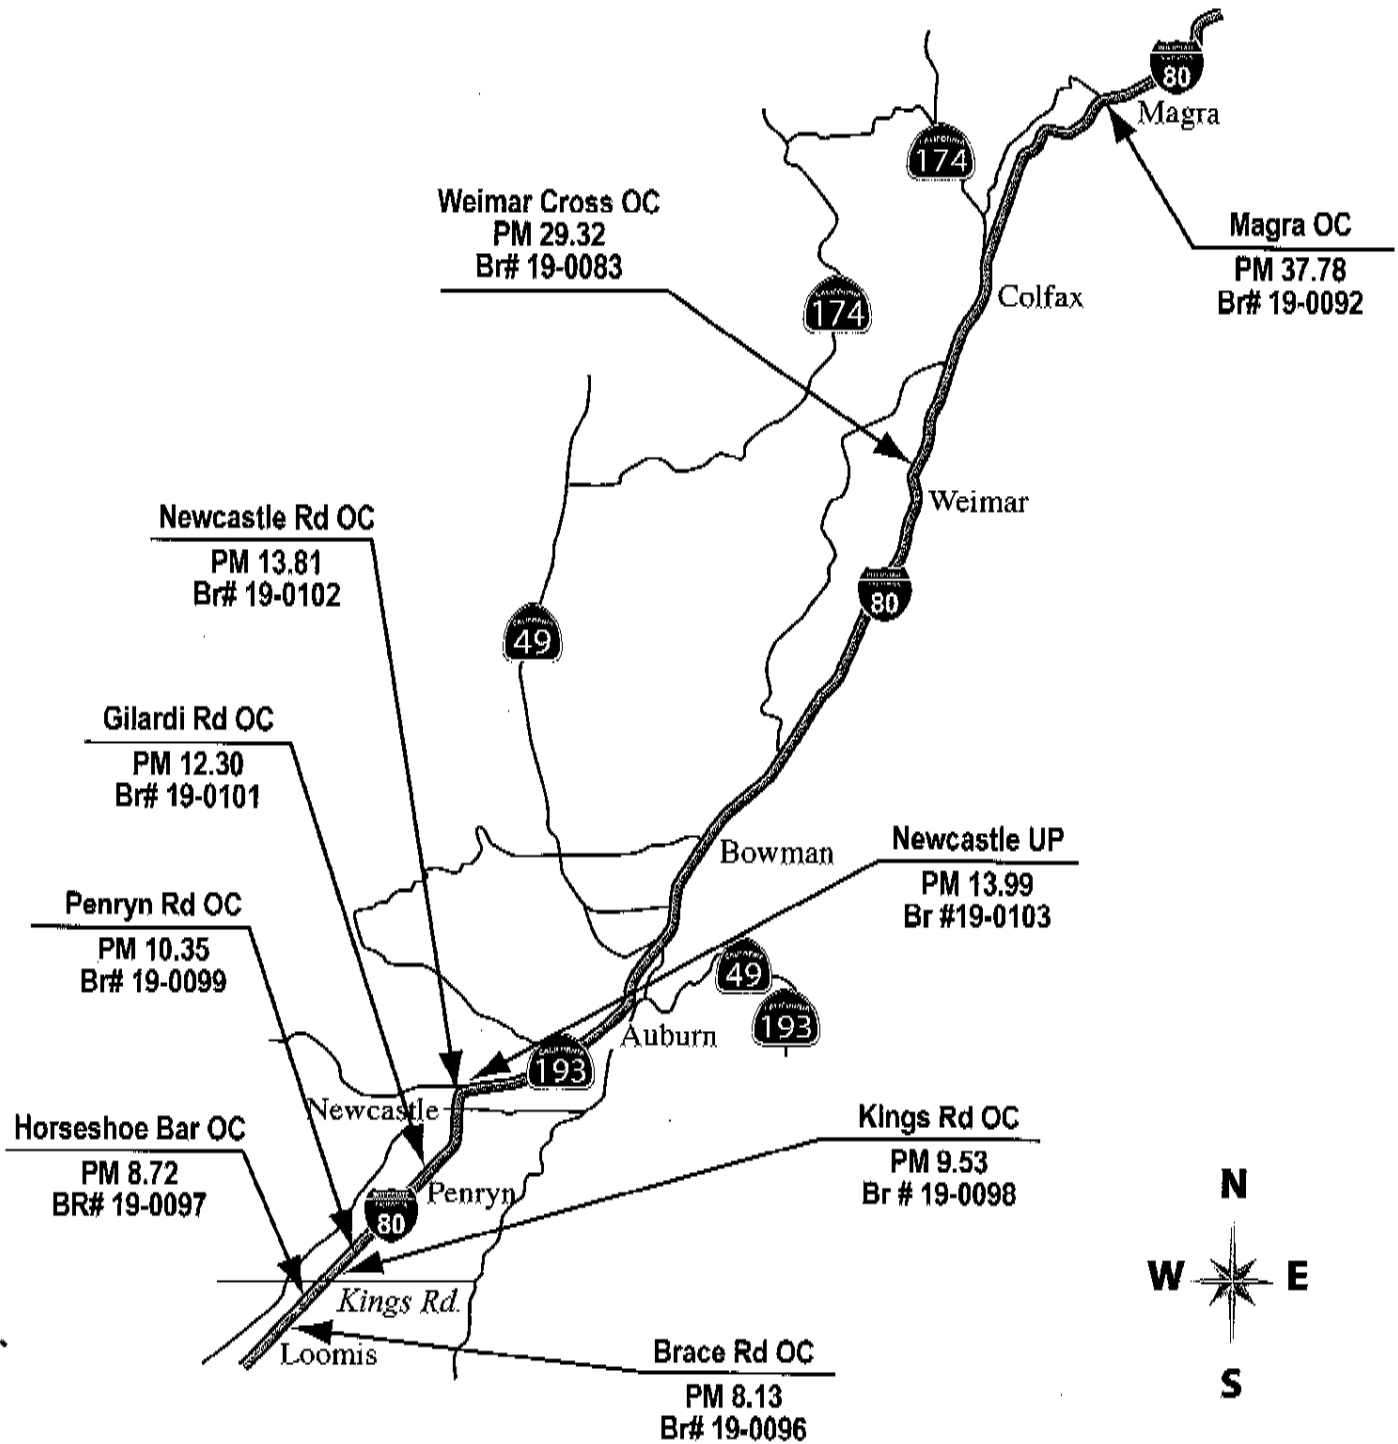 80
Magra
174
Weimar Cross OC
PM 29.32
Br# 19-0083
Magra OC
PM 37.78
Br# 19-0092
174
Colfax
Weimar
Newcastle Rd OC
PM 13.81
Br# 19-0102
80
49
Gilardi Rd OC
PM 12.30
Br# 19-0101
Bowman
Newcastle UP
PM 13.99
Br #19-0103
Penryn Rd OC
PM 10.35
Br# 19-0099
49
193
Auburn
193
Newcastle
Horseshoe Bar OC
PM 8.72
BR# 19-0097
Kings Rd OC
PM 9.53
Br # 19-0098
Penryn
80
Kings Rd.
Loomis
Brace Rd OC
PM 8.13
Br# 19-0096
N
W E
S